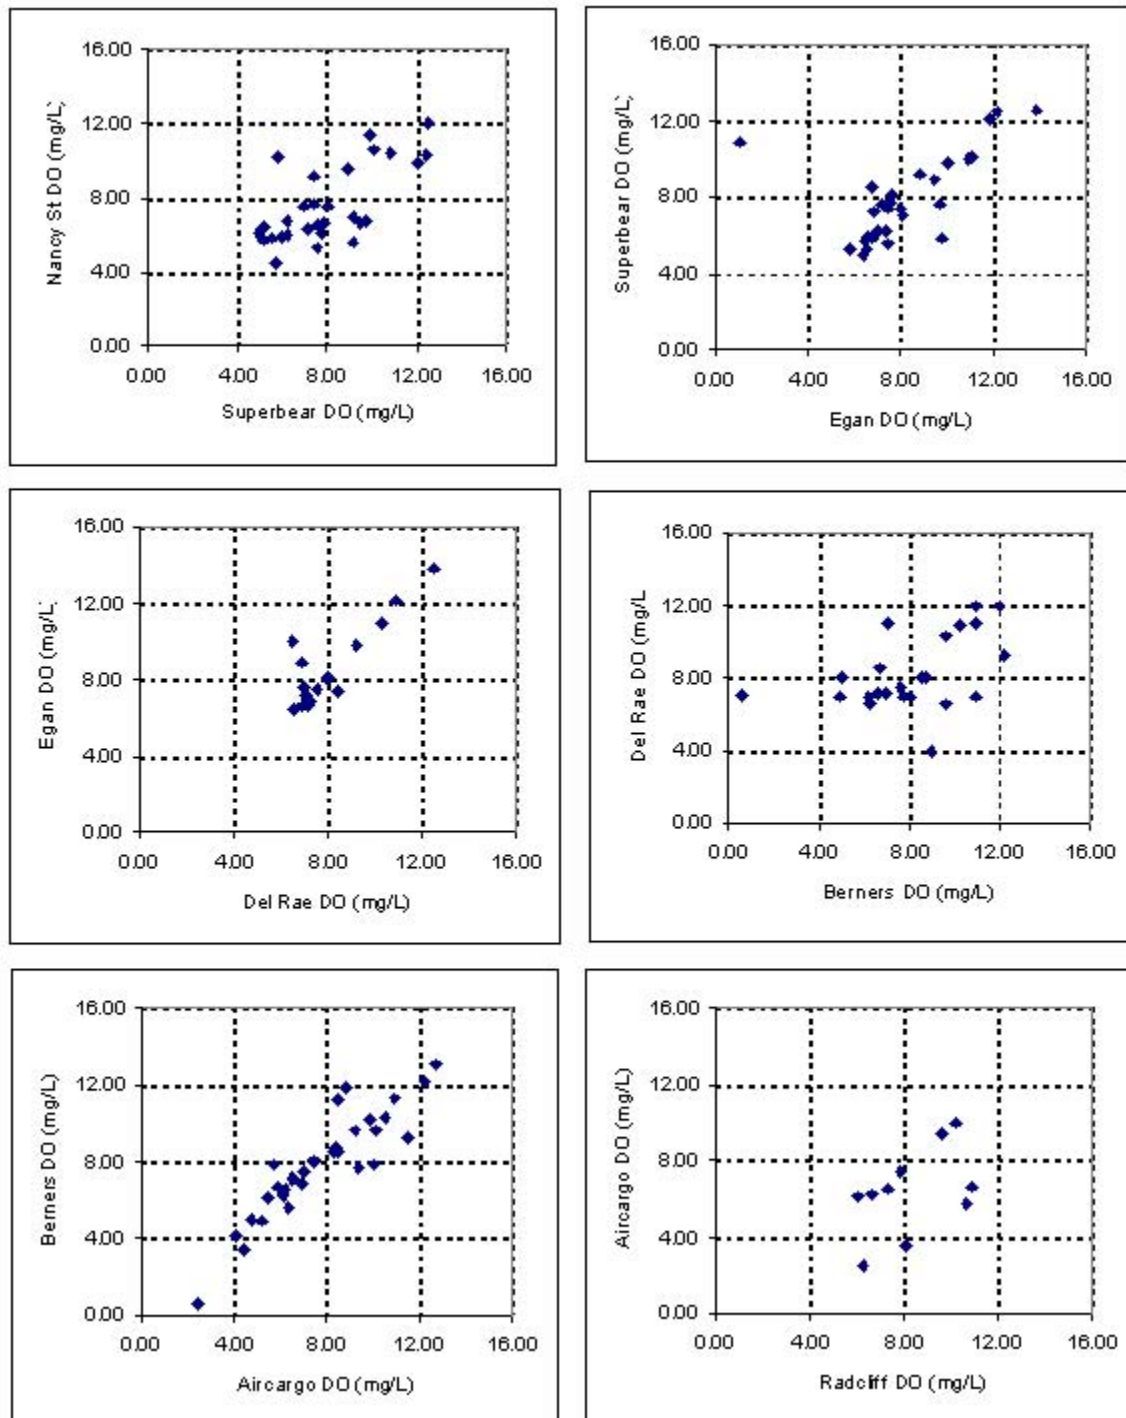 16.00
12.00
8.00
4.00
0.00
0.00 4.00 8.00 12.00 16.00
Nancy St DO (mg/L)
Superbear DO (mg/L)
16.00
12.00
8.00
4.00
0.00
0.00 4.00 8.00 12.00 16.00
Superbear DO (mg/L)
Egan DO (mg/L)
16.00
12.00
8.00
4.00
0.00
0.00 4.00 8.00 12.00 16.00
Egan DO (mg/L)
Del Rae DO (mg/L)
16.00
12.00
8.00
4.00
0.00
0.00 4.00 8.00 12.00 16.00
Del Rae DO (mg/L
Berners DO (mg/L)
16.00
12.00
8.00
4.00
0.00
0.00 4.00 8.00 12.00 16.00
Berners DO (mg/L)
Aircargo DO (mg/L)
16.00
12.00
8.00
4.00
0.00
0.00 4.00 8.00 12.00 16.00
Aircargo DO (mg/L)
Radcliff DO (mg/L)